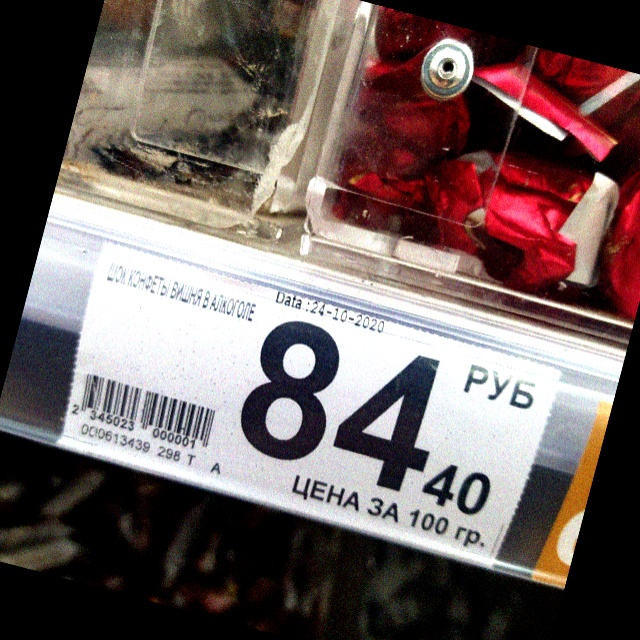 ШОК КОНФЕТЫ ВИШНЯ В АЛКОГОЛЕ
Data :24-10-2020
84 40
РУБ
ЦЕНА ЗА 100 гр.
2 345023 000001
000613439 298 T A